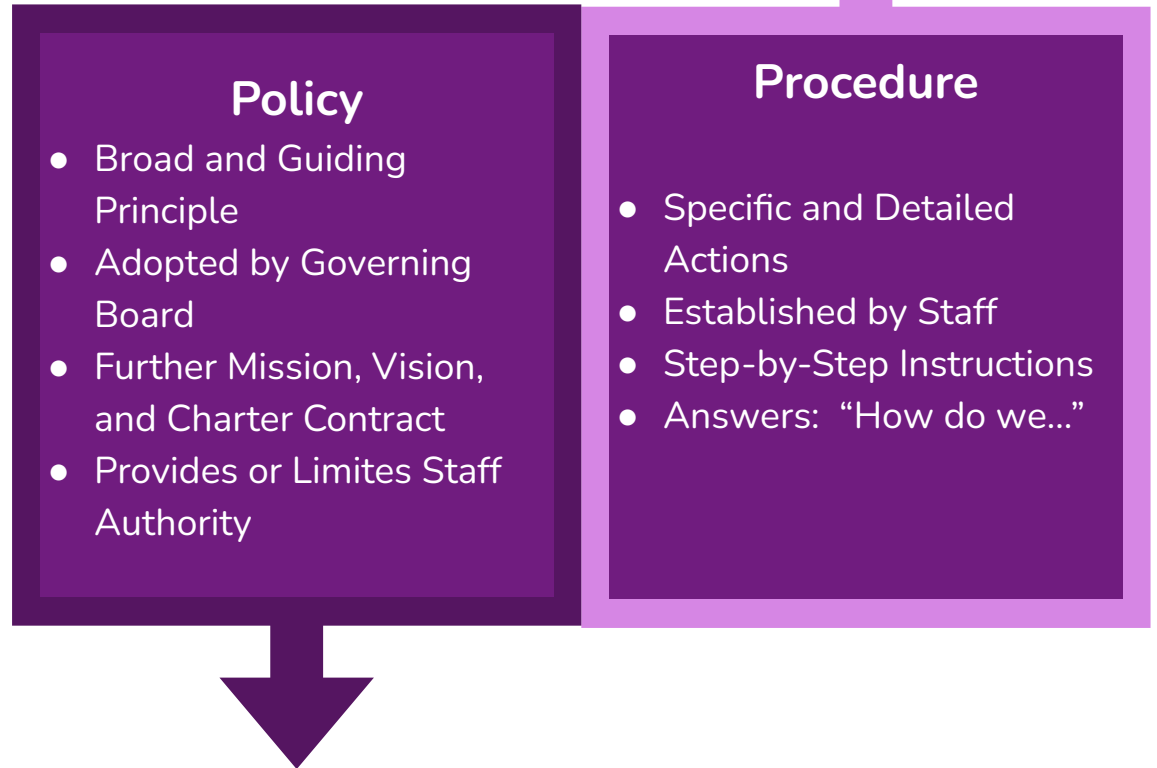 Policy
● Broad and Guiding
Principle
● Adopted by Governing
Board
● Further Mission, Vision,
and Charter Contract
● Provides or Limites Staff
Authority
Procedure
● Specific and Detailed
Actions
● Established by Staff
● Step-by-Step Instructions
● Answers:  “How do we…”